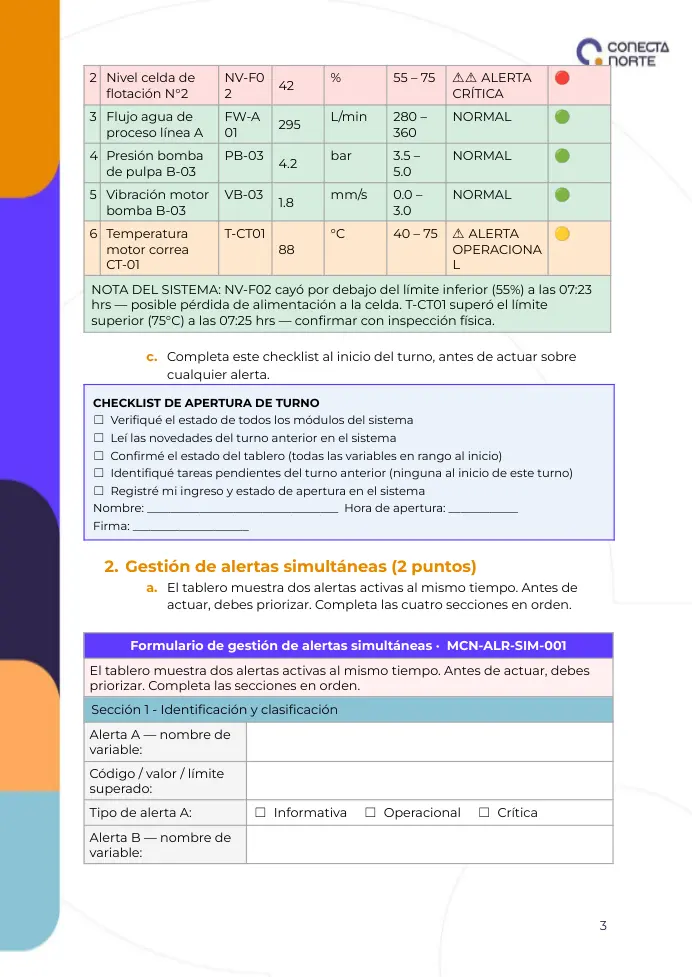 CONECTA
NORTE
2 Nivel celda de flotación N°2 NV-F02 42 % 55 – 75 ⚠⚠ ALERTA CRÍTICA 🔴
3 Flujo agua de proceso línea A FW-A01 295 L/min 280 – 360 NORMAL 🟢
4 Presión bomba de pulpa B-03 PB-03 4.2 bar 3.5 – 5.0 NORMAL 🟢
5 Vibración motor bomba B-03 VB-03 1.8 mm/s 0.0 – 3.0 NORMAL 🟢
6 Temperatura motor correa CT-01 T-CT01 88 °C 40 – 75 ⚠ ALERTA OPERACIONAL 🟡
NOTA DEL SISTEMA: NV-F02 cayó por debajo del límite inferior (55%) a las 07:23
hrs — posible pérdida de alimentación a la celda. T-CT01 superó el límite
superior (75°C) a las 07:25 hrs — confirmar con inspección física.
c. Completa este checklist al inicio del turno, antes de actuar sobre
cualquier alerta.
CHECKLIST DE APERTURA DE TURNO
☐ Verifiqué el estado de todos los módulos del sistema
☐ Leí las novedades del turno anterior en el sistema
☐ Confirmé el estado del tablero (todas las variables en rango al inicio)
☐ Identifiqué tareas pendientes del turno anterior (ninguna al inicio de este turno)
☐ Registré mi ingreso y estado de apertura en el sistema
Nombre: ________________________________ Hora de apertura: ____________
Firma: ____________________
2. Gestión de alertas simultáneas (2 puntos)
a. El tablero muestra dos alertas activas al mismo tiempo. Antes de
actuar, debes priorizar. Completa las cuatro secciones en orden.
Formulario de gestión de alertas simultáneas · MCN-ALR-SIM-001
El tablero muestra dos alertas activas al mismo tiempo. Antes de actuar, debes
priorizar. Completa las secciones en orden.
Sección 1 - Identificación y clasificación
Alerta A — nombre de
variable:
Código / valor / límite
superado:
Tipo de alerta A: ☐ Informativa ☐ Operacional ☐ Crítica
Alerta B — nombre de
variable:
3